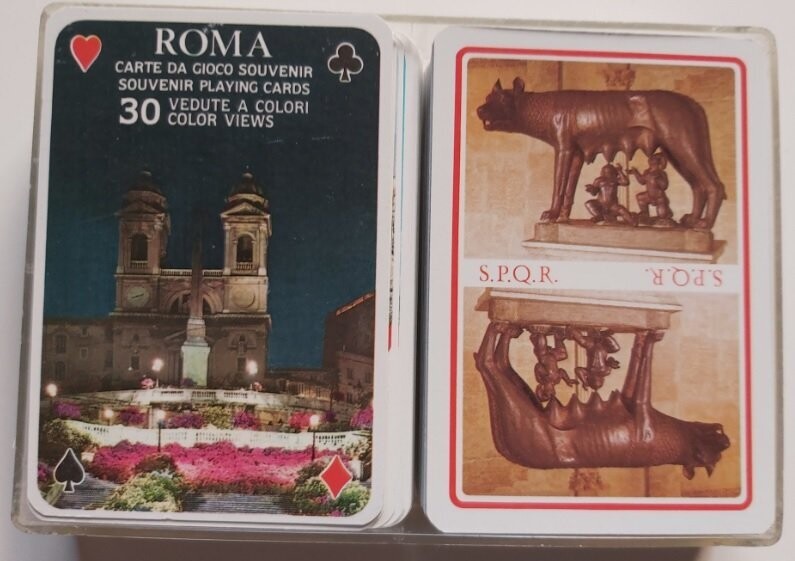 ROMA
CARTE DA GIOCO SOUVENIR
SOUVENIR PLAYING CARDS
30 VEDUTE A COLORI
COLOR VIEWS
S.P.Q.R.
S.P.Q.R.